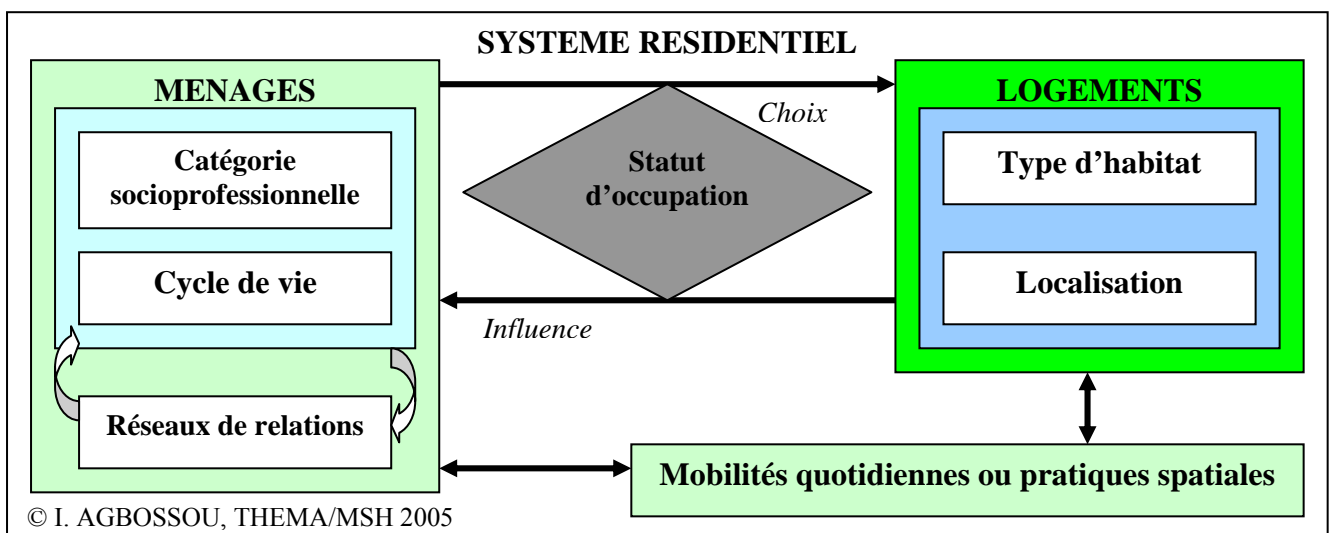 SYSTEME RESIDENTIEL
MENAGES
Catégorie
socioprofessionnelle
Cycle de vie
Réseaux de relations
Choix
Statut
d’occupation
Influence
LOGEMENTS
Type d’habitat
Localisation
Mobilités quotidiennes ou pratiques spatiales
© I. AGBOSSOU, THEMA/MSH 2005